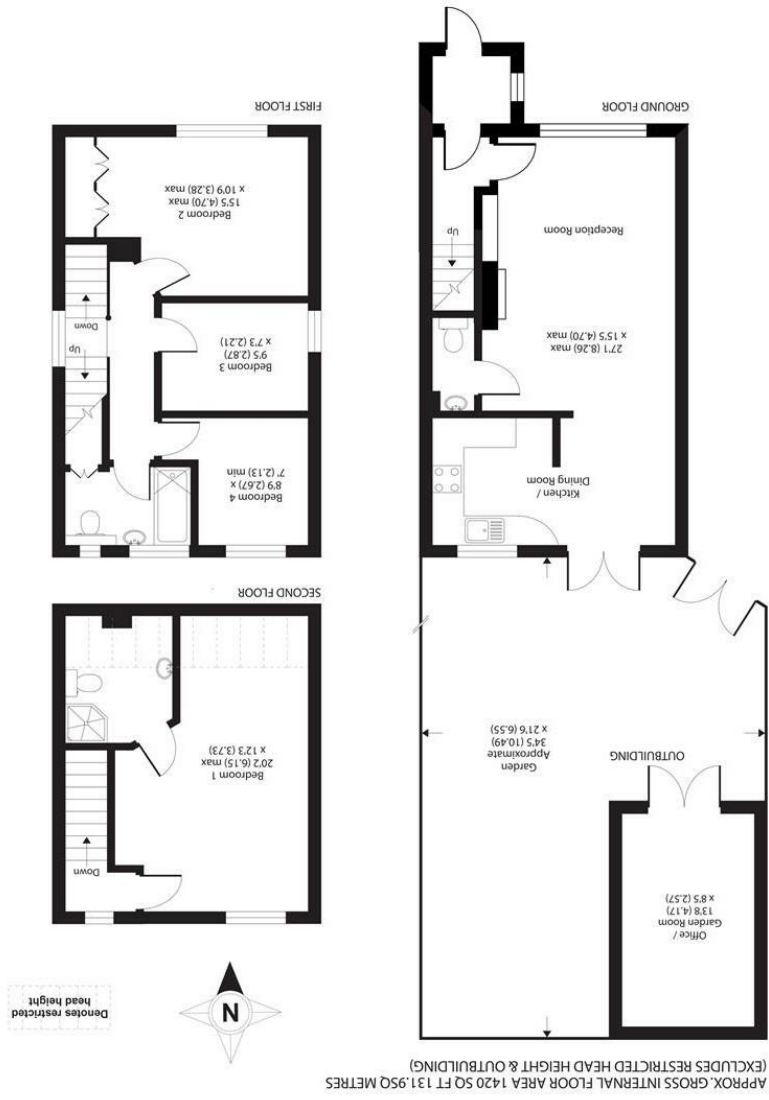 APPROX. GROSS INTERNAL FLOOR AREA 1420 SQ FT 131.9SQ METRES
(EXCLUDES RESTRICTED HEAD HEIGHT & OUTBUILDING)
Office /
Garden Room
13'8 (4.17)
x 8'5 (2.57)
OUTBUILDING
Garden
Approximate
34'5 (10.49)
x 21'6 (6.55)
Kitchen /
Dining Room
27'1 (8.26) max
x 15'5 (4.70) max
Reception Room
Up
GROUND FLOOR
N
Denotes restricted
head height
Down
Bedroom 1
20'2 (6.15) max
x 12'3 (3.73)
SECOND FLOOR
Bedroom 4
8'9 (2.67) x
7' (2.13) min
Bedroom 3
9'5 (2.87)
x 7'3 (2.21)
Up
Down
Bedroom 2
15'5 (4.70) max
x 10'9 (3.28) max
FIRST FLOOR